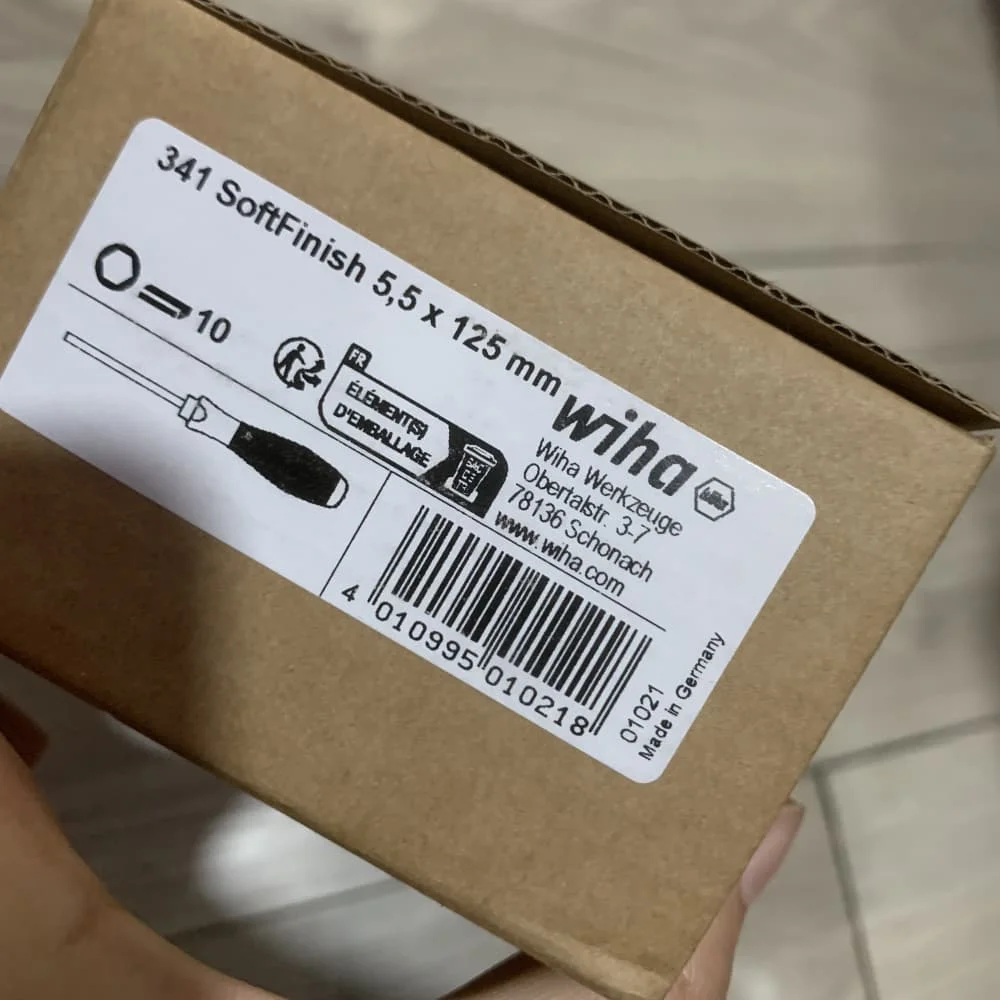 341 SoftFinish 5,5 x 125 mm
10
FR
ÉLÉMENT(S)
D'EMBALLAGE
wiha
Wiha Werkzeuge
Obertalstr. 3-7
78136 Schonach
www.wiha.com
4 010995 010218
01021
Made in Germany